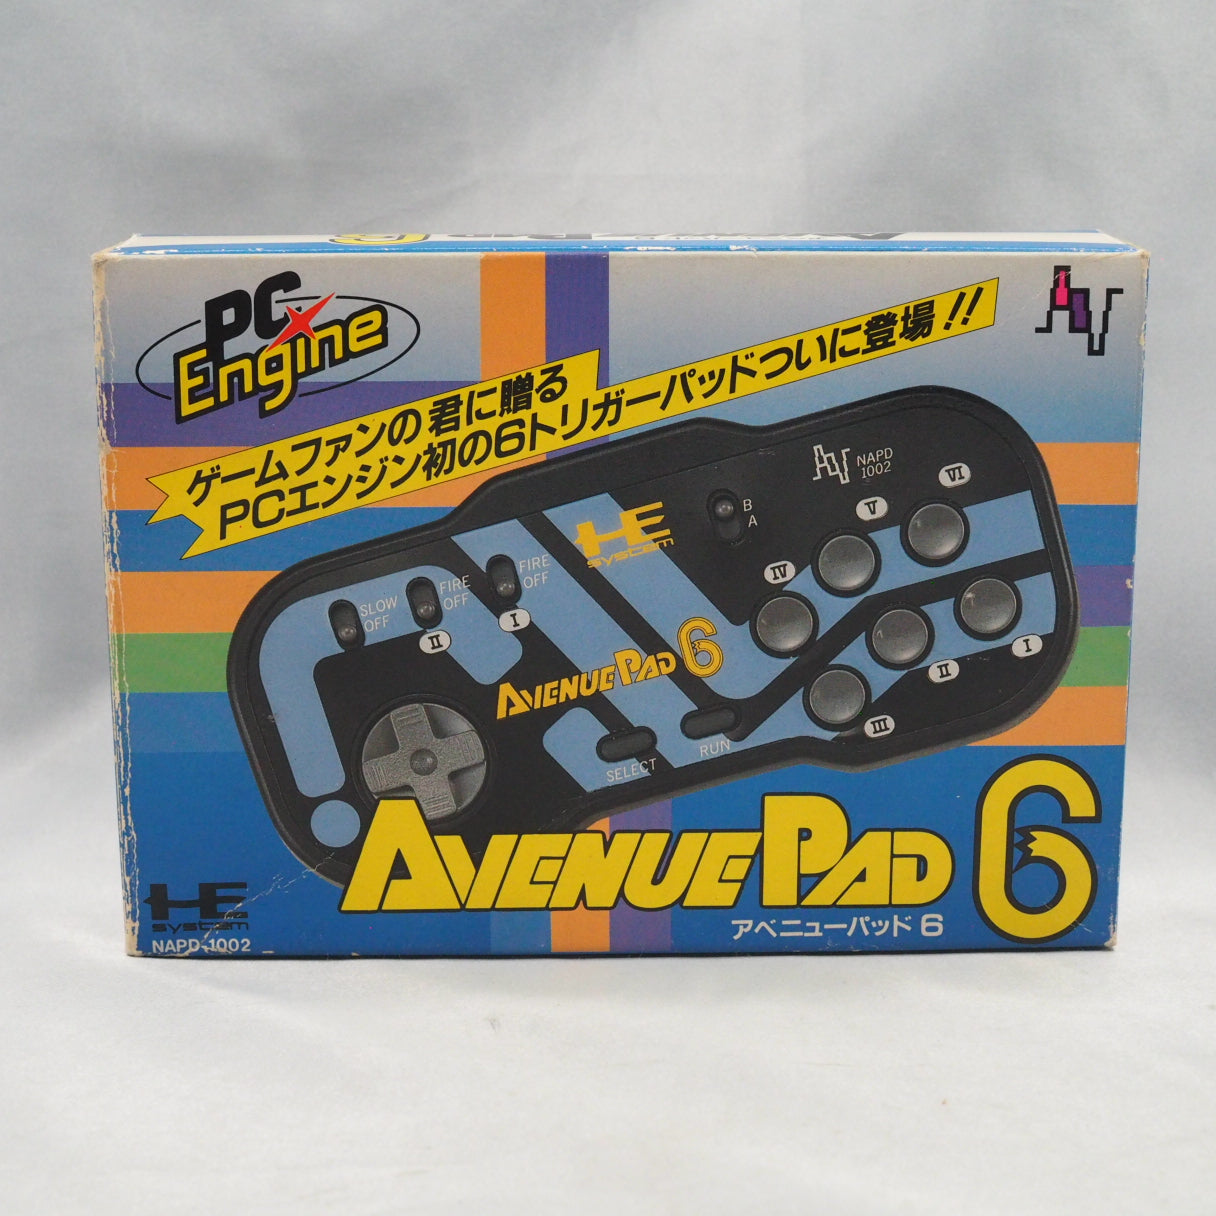 PC
Engine
AV
ゲームファンの君に贈る
PCエンジン初の6トリガーパッドついに登場!!
AV NAPD
1002
HE
system
B
A
SLOW
OFF
FIRE
OFF
II
FIRE
OFF
I
IV
V
VI
III
II
I
AVENUE PAD 6
SELECT
RUN
AVENUE PAD 6
アベニューパッド 6
HE
system
NAPD-1002